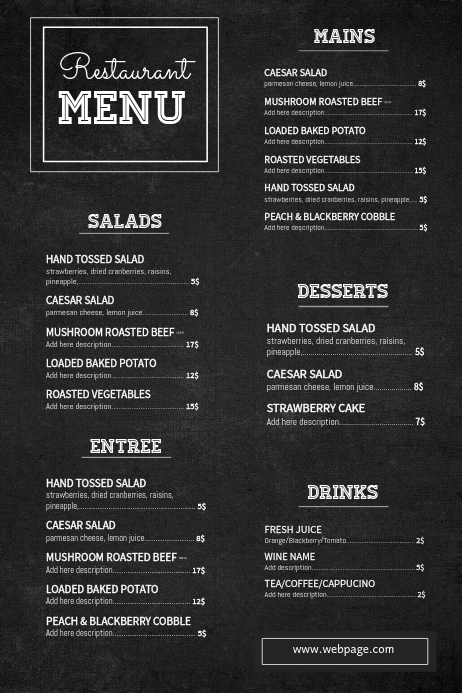 Restaurant
MENU
SALADS
HAND TOSSED SALAD
strawberries, dried cranberries, raisins,
pineapple.......................................................... 5$
CAESAR SALAD
parmesan cheese, lemon juice.................... 8$
MUSHROOM ROASTED BEEF
Add here description.................................. 17$
LOADED BAKED POTATO
Add here description.................................. 12$
ROASTED VEGETABLES
Add here description.................................. 15$
ENTREE
HAND TOSSED SALAD
strawberries, dried cranberries, raisins,
pineapple.......................................................... 5$
CAESAR SALAD
parmesan cheese, lemon juice........................ 8$
MUSHROOM ROASTED BEEF
Add here description...................................... 17$
LOADED BAKED POTATO
Add here description...................................... 12$
PEACH & BLACKBERRY COBBLE
Add here description........................................ 5$
MAINS
CAESAR SALAD
parmesan cheese, lemon juice.............................. 8$
MUSHROOM ROASTED BEEF
Add here description.......................................... 17$
LOADED BAKED POTATO
Add here description.......................................... 12$
ROASTED VEGETABLES
Add here description.......................................... 15$
HAND TOSSED SALAD
strawberries, dried cranberries, raisins, pineapple.... 5$
PEACH & BLACKBERRY COBBLE
Add here description............................................ 5$
DESSERTS
HAND TOSSED SALAD
strawberries, dried cranberries, raisins,
pineapple...................................................... 5$
CAESAR SALAD
parmesan cheese, lemon juice.................. 8$
STRAWBERRY CAKE
Add here description.................................. 7$
DRINKS
FRESH JUICE
Orange/Blackberry/Tomato.................................. 2$
WINE NAME
Add description.................................................. 5$
TEA/COFFEE/CAPPUCINO
Add here description.......................................... 2$
www.webpage.com